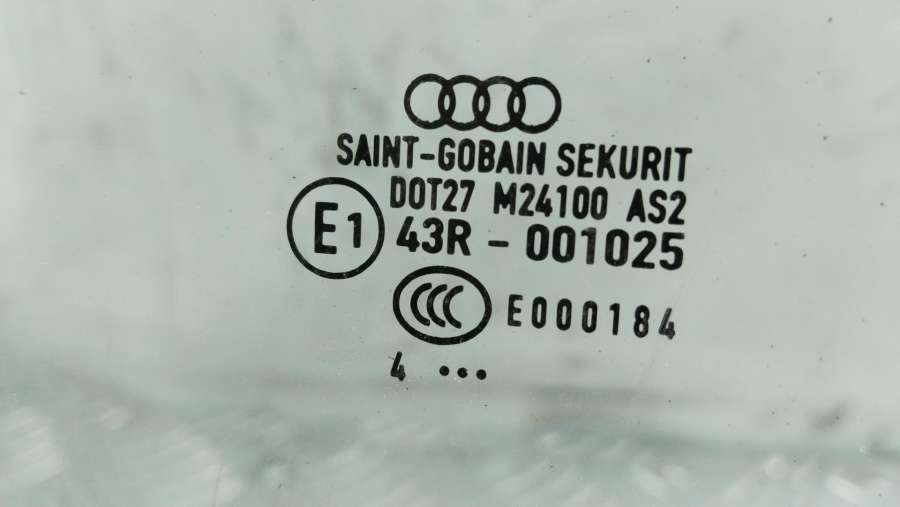 SAINT-GOBAIN SEKURIT
DOT27 M24100 AS2
E1 43R - 001025
CCC E000184
4 •••